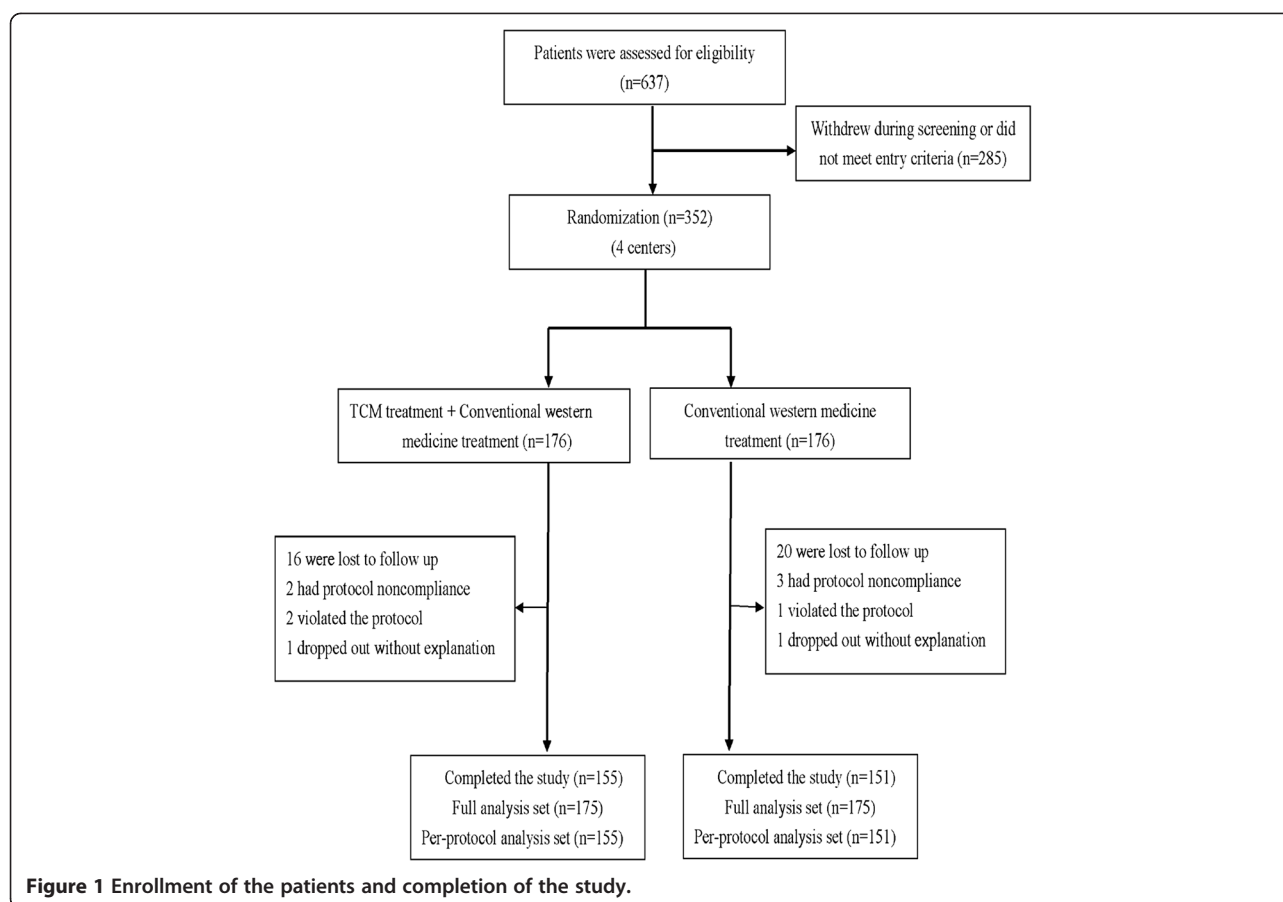 Patients were assessed for eligibility
(n=637)
Withdrew during screening or did
not meet entry criteria (n=285)
Randomization (n=352)
(4 centers)
TCM treatment + Conventional western
medicine treatment (n=176)
Conventional western medicine
treatment (n=176)
16 were lost to follow up
2 had protocol noncompliance
2 violated the protocol
1 dropped out without explanation
20 were lost to follow up
3 had protocol noncompliance
1 violated the protocol
1 dropped out without explanation
Completed the study (n=155)
Full analysis set (n=175)
Per-protocol analysis set (n=155)
Completed the study (n=151)
Full analysis set (n=175)
Per-protocol analysis set (n=151)
Figure 1 Enrollment of the patients and completion of the study.